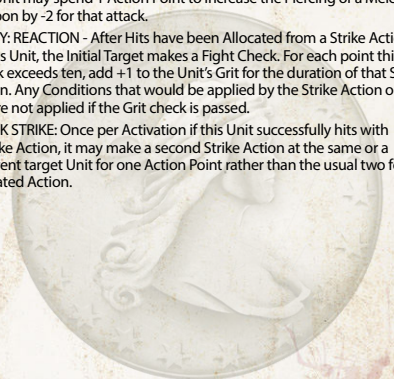 Unit may spend 1 Action Point to increase the Piercing of a Mele
pon by -2 for that attack.
Y: REACTION - After Hits have been Allocated from a Strike Actio
s Unit, the Initial Target makes a Fight Check. For each point thi
k exceeds ten, add +1 to the Unit's Grit for the duration of that S
n. Any Conditions that would be applied by the Strike Action o
re not applied if the Grit check is passed.
K STRIKE: Once per Activation if this Unit successfully hits with
ke Action, it may make a second Strike Action at the same or a
ent target Unit for one Action Point rather than the usual two fo
ated Action.